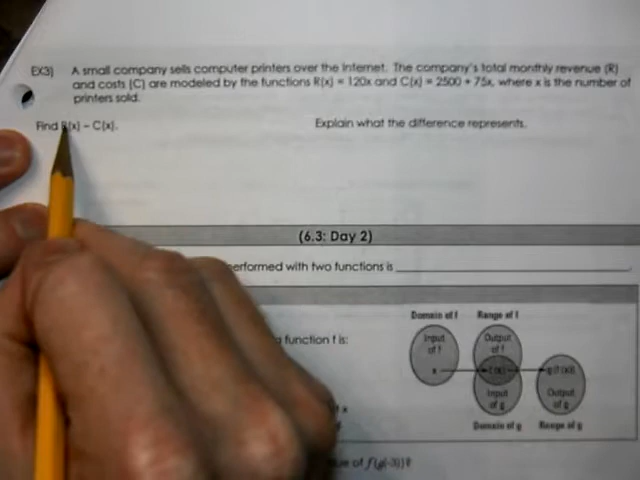 EX3) A small company sells computer printers over the Internet. The company's total monthly revenue (R)
and costs (C) are modeled by the functions R(x) = 120x and C(x) = 2500 + 75x, where x is the number of
printers sold.
Find R(x) – C(x). Explain what the difference represents.
(6.3: Day 2)
performed with two functions is
Domain of f Range of f
Input of f Output of f
function f is:
x f(x) g(f(x))
Input of g Output of g
x
Domain of g Range of g
of f(g(-3))?